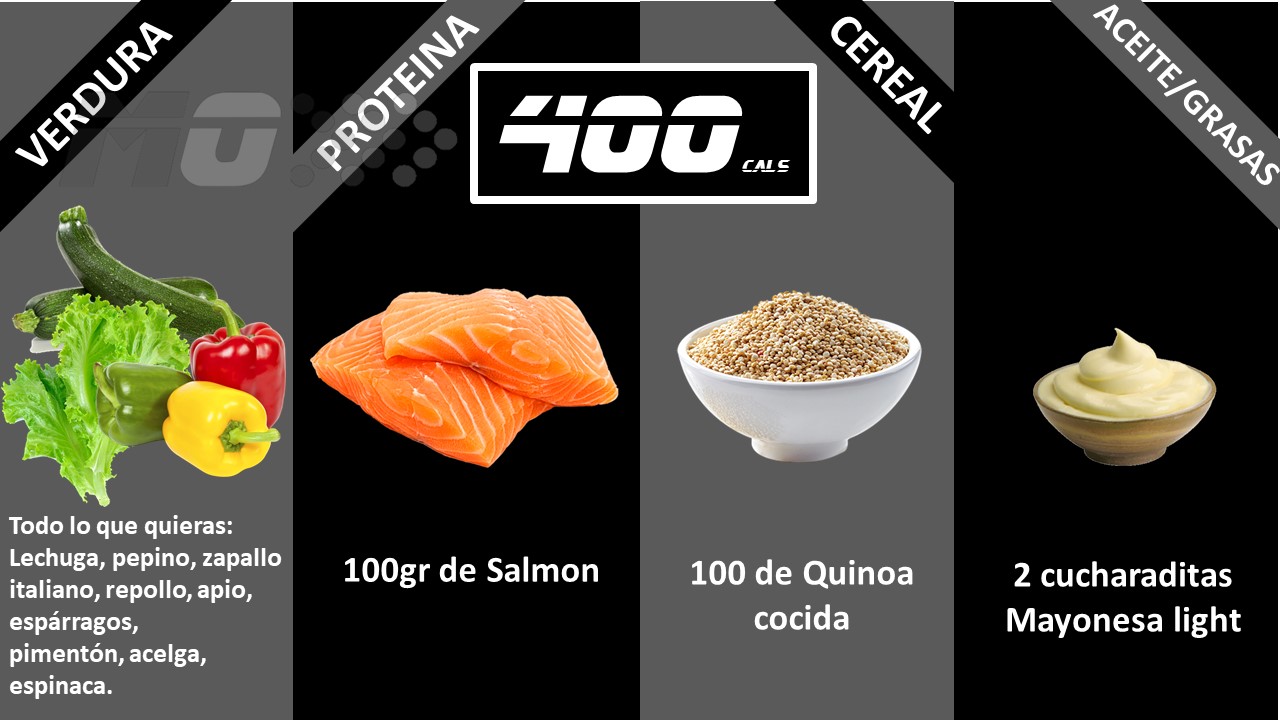 VERDURA
PROTEINA
CEREAL
ACEITE/GRASAS
MO
400
CALS
Todo lo que quieras:
Lechuga, pepino, zapallo
italiano, repollo, apio,
espárragos,
pimentón, acelga,
espinaca.
100gr de Salmon
100 de Quinoa
cocida
2 cucharaditas
Mayonesa light